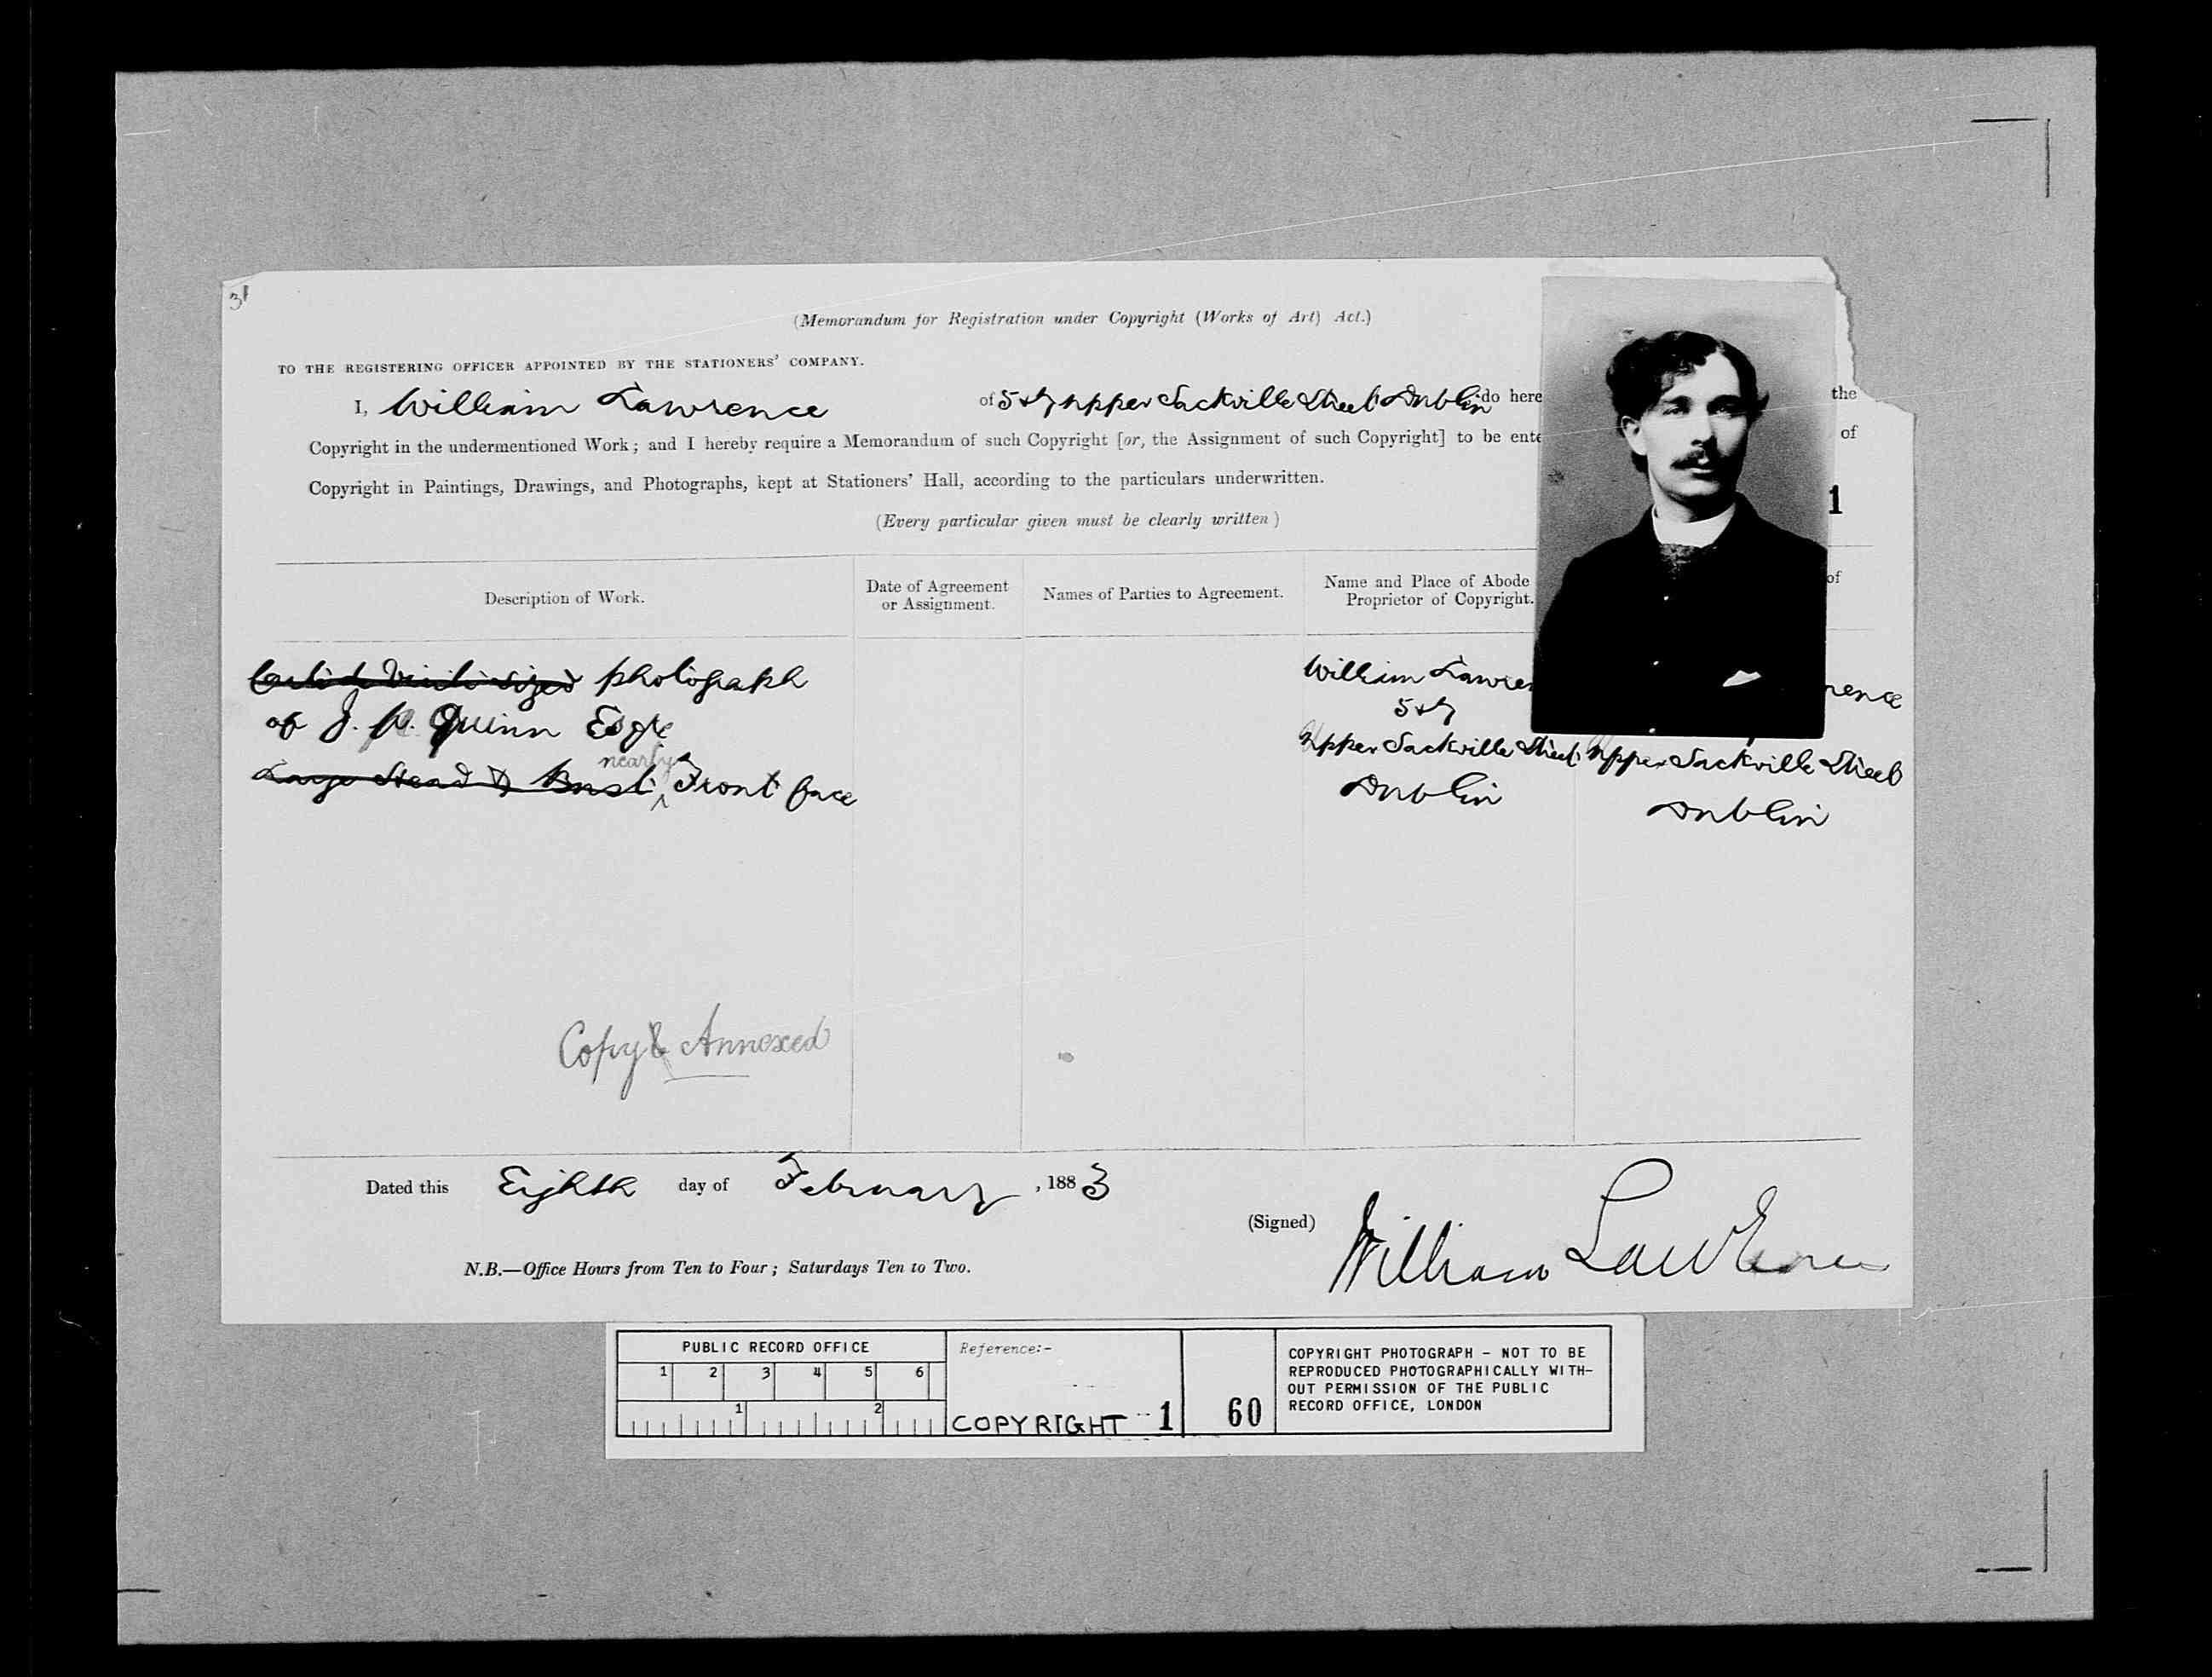 31
(Memorandum for Registration under Copyright (Works of Art) Act.)
TO THE REGISTERING OFFICER APPOINTED BY THE STATIONERS' COMPANY.
I, William Lawrence of 5 & 7 Upper Sackville Street Dublin do here the
Copyright in the undermentioned Work; and I hereby require a Memorandum of such Copyright [or, the Assignment of such Copyright] to be ente of
Copyright in Paintings, Drawings, and Photographs, kept at Stationers' Hall, according to the particulars underwritten.
1
(Every particular given must be clearly written)
Description of Work.
Date of Agreement
or Assignment.
Names of Parties to Agreement.
Name and Place of Abode
Proprietor of Copyright.
of
Carte de Visite sized photograph
of J. P. Quinn Esqre
nearly
Large Head & Bust Front face
William Lawren
5 & 7
Upper Sackville Street
Dublin
rence
Upper Sackville Street
Dublin
Copy Annexed
Dated this Eighth day of February, 1883
(Signed) William Lawrence
N.B.—Office Hours from Ten to Four; Saturdays Ten to Two.
PUBLIC RECORD OFFICE
1 2 3 4 5 6
1 2
Reference:-
COPYRIGHT 1
60
COPYRIGHT PHOTOGRAPH - NOT TO BE
REPRODUCED PHOTOGRAPHICALLY WITH-
OUT PERMISSION OF THE PUBLIC
RECORD OFFICE, LONDON